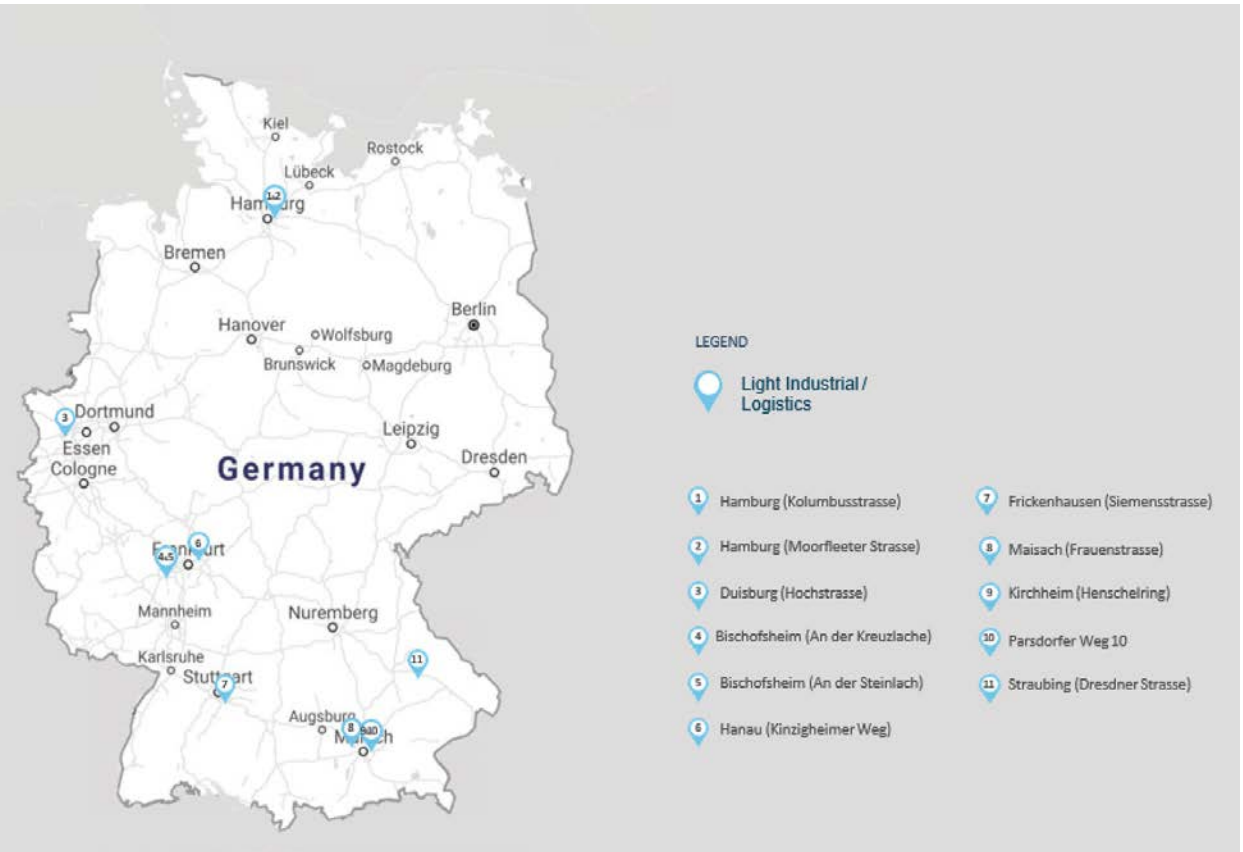 Kiel
Rostock
Lübeck
1-2
Hamburg
Bremen
Berlin
Hanover
Wolfsburg
Brunswick
Magdeburg
3
Dortmund
Essen
Leipzig
Cologne
Germany
Dresden
6
4-5
Frankfurt
Mannheim
Nuremberg
Karlsruhe
11
Stuttgart
7
Augsburg
8
Munich
LEGEND
Light Industrial /
Logistics
1 Hamburg (Kolumbusstrasse)
2 Hamburg (Moorfleeter Strasse)
3 Duisburg (Hochstrasse)
4 Bischofsheim (An der Kreuzlache)
5 Bischofsheim (An der Steinlach)
6 Hanau (Kinzigheimer Weg)
7 Frickenhausen (Siemensstrasse)
8 Maisach (Frauenstrasse)
9 Kirchheim (Henschelring)
10 Parsdorfer Weg 10
11 Straubing (Dresdner Strasse)